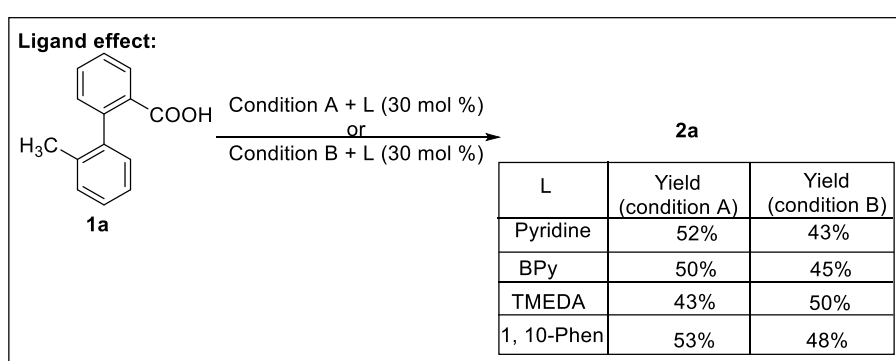 Ligand effect:
COOH
H3C
1a
Condition A + L (30 mol %)
or
Condition B + L (30 mol %)
2a
L Yield (condition A) Yield (condition B)
Pyridine 52% 43%
BPy 50% 45%
TMEDA 43% 50%
1, 10-Phen 53% 48%